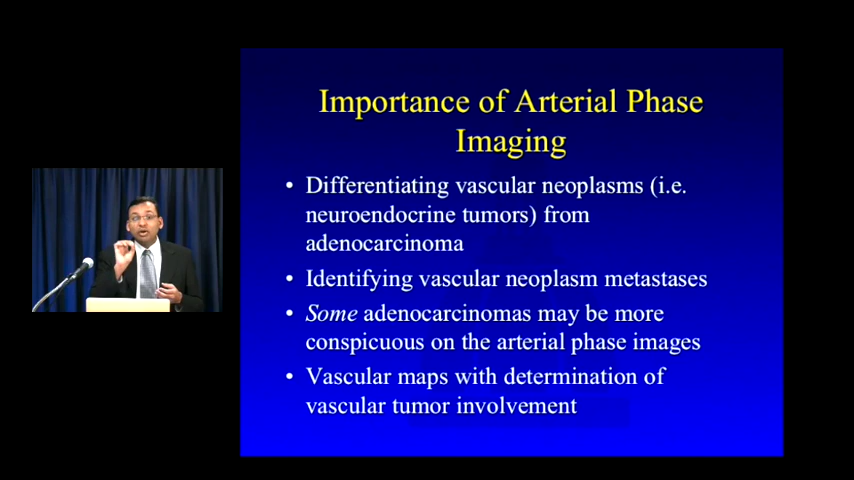 Importance of Arterial Phase
Imaging
• Differentiating vascular neoplasms (i.e.
neuroendocrine tumors) from
adenocarcinoma
• Identifying vascular neoplasm metastases
• Some adenocarcinomas may be more
conspicuous on the arterial phase images
• Vascular maps with determination of
vascular tumor involvement